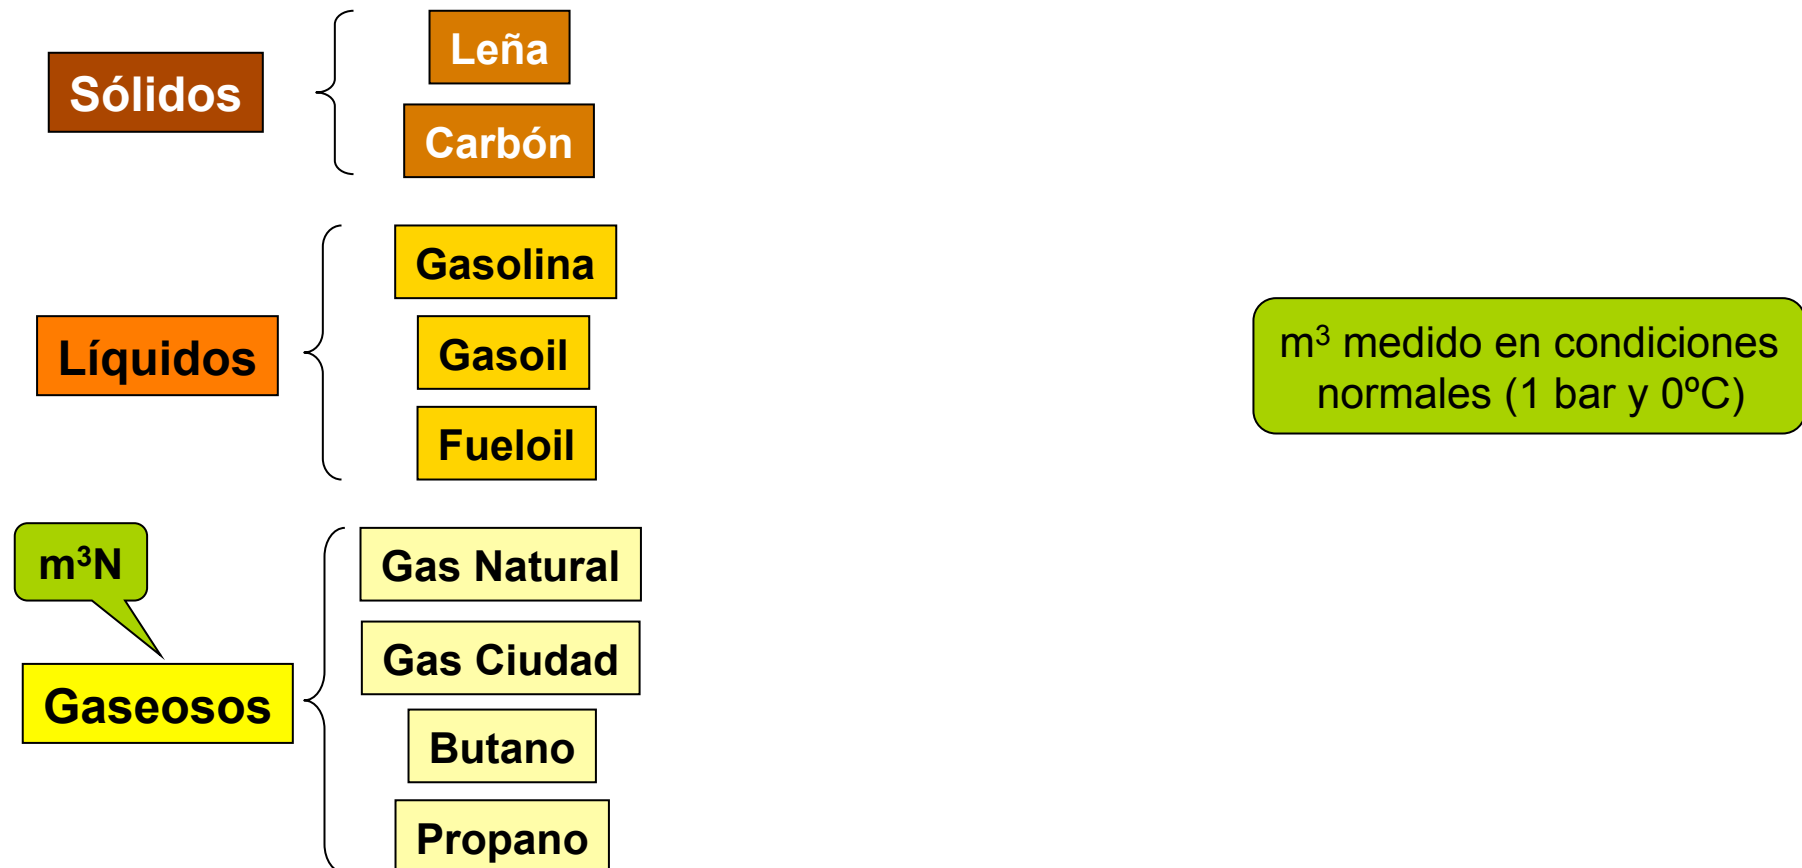 Sólidos
Leña
Carbón
Líquidos
Gasolina
Gasoil
Fueloil
m³ medido en condiciones
normales (1 bar y 0ºC)
m³N
Gaseosos
Gas Natural
Gas Ciudad
Butano
Propano